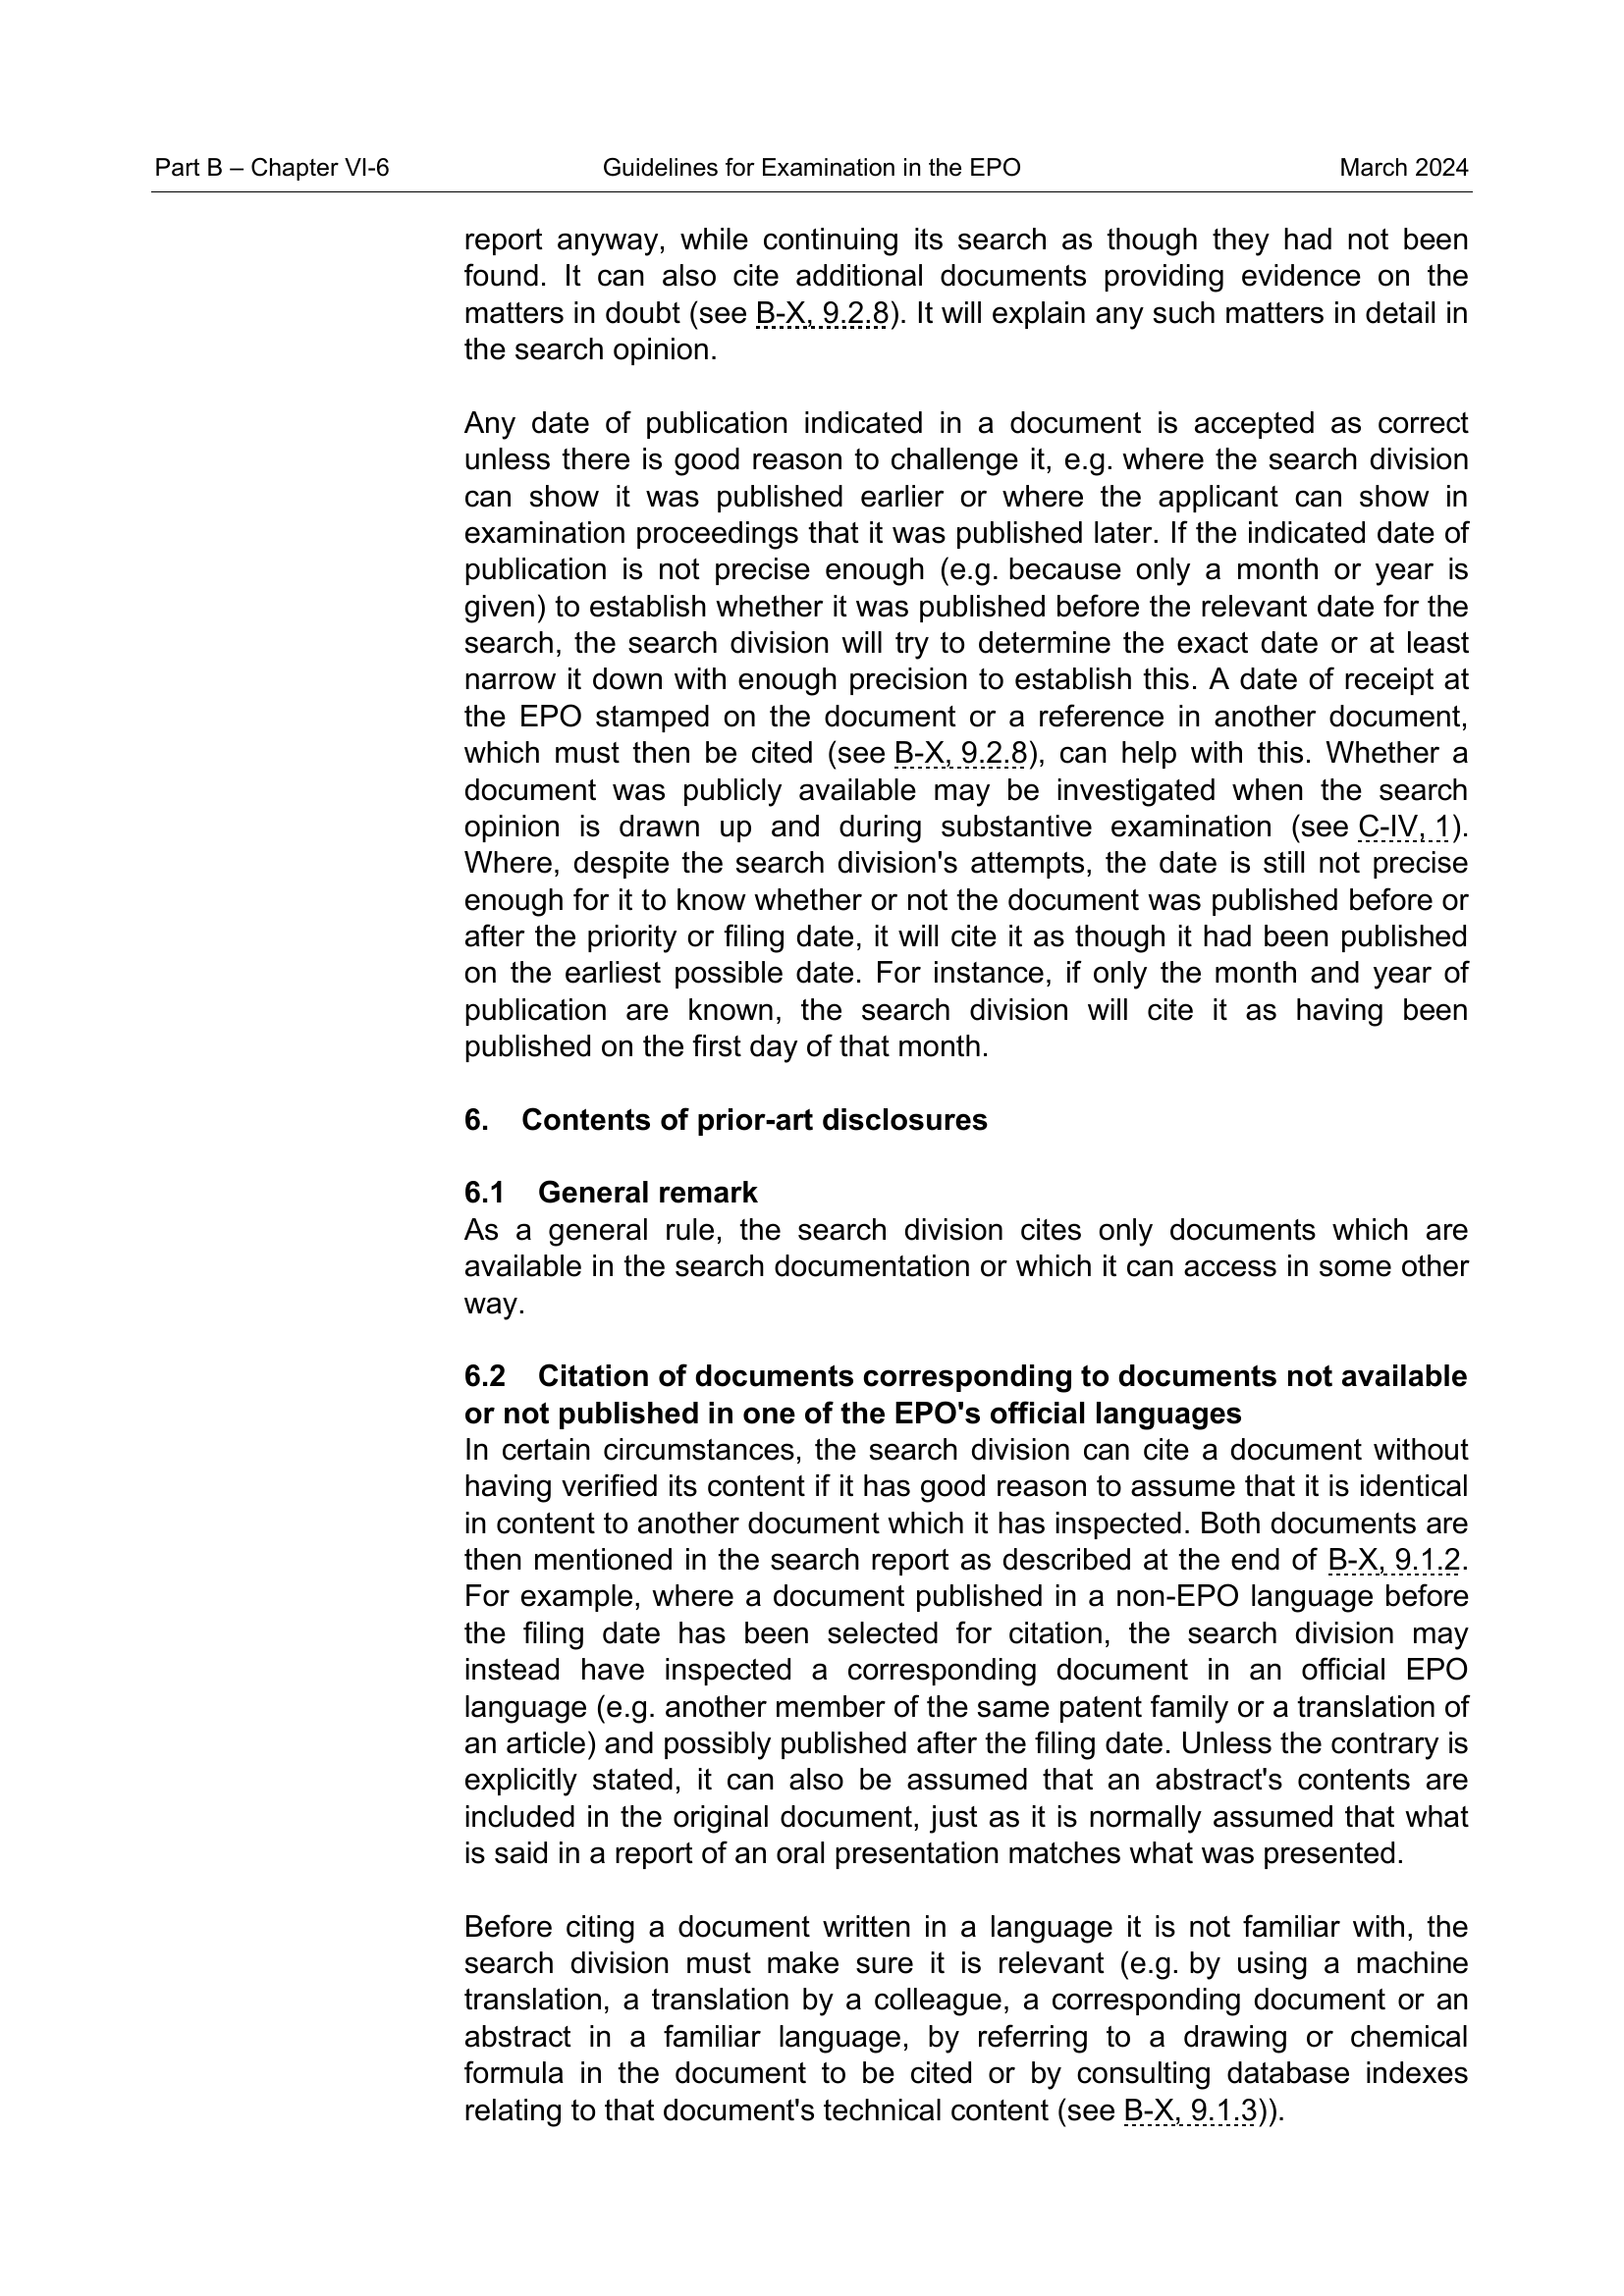 Part B – Chapter VI-6 Guidelines for Examination in the EPO March 2024
report anyway, while continuing its search as though they had not been
found. It can also cite additional documents providing evidence on the
matters in doubt (see B-X, 9.2.8). It will explain any such matters in detail in
the search opinion.
Any date of publication indicated in a document is accepted as correct
unless there is good reason to challenge it, e.g. where the search division
can show it was published earlier or where the applicant can show in
examination proceedings that it was published later. If the indicated date of
publication is not precise enough (e.g. because only a month or year is
given) to establish whether it was published before the relevant date for the
search, the search division will try to determine the exact date or at least
narrow it down with enough precision to establish this. A date of receipt at
the EPO stamped on the document or a reference in another document,
which must then be cited (see B-X, 9.2.8), can help with this. Whether a
document was publicly available may be investigated when the search
opinion is drawn up and during substantive examination (see C-IV, 1).
Where, despite the search division's attempts, the date is still not precise
enough for it to know whether or not the document was published before or
after the priority or filing date, it will cite it as though it had been published
on the earliest possible date. For instance, if only the month and year of
publication are known, the search division will cite it as having been
published on the first day of that month.
6. Contents of prior-art disclosures
6.1 General remark
As a general rule, the search division cites only documents which are
available in the search documentation or which it can access in some other
way.
6.2 Citation of documents corresponding to documents not available
or not published in one of the EPO's official languages
In certain circumstances, the search division can cite a document without
having verified its content if it has good reason to assume that it is identical
in content to another document which it has inspected. Both documents are
then mentioned in the search report as described at the end of B-X, 9.1.2.
For example, where a document published in a non-EPO language before
the filing date has been selected for citation, the search division may
instead have inspected a corresponding document in an official EPO
language (e.g. another member of the same patent family or a translation of
an article) and possibly published after the filing date. Unless the contrary is
explicitly stated, it can also be assumed that an abstract's contents are
included in the original document, just as it is normally assumed that what
is said in a report of an oral presentation matches what was presented.
Before citing a document written in a language it is not familiar with, the
search division must make sure it is relevant (e.g. by using a machine
translation, a translation by a colleague, a corresponding document or an
abstract in a familiar language, by referring to a drawing or chemical
formula in the document to be cited or by consulting database indexes
relating to that document's technical content (see B-X, 9.1.3)).